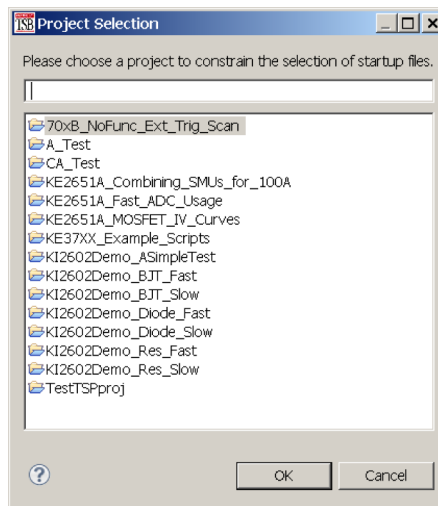 TSB Project Selection
Please choose a project to constrain the selection of startup files.
70xB_NoFunc_Ext_Trig_Scan
A_Test
CA_Test
KE2651A_Combining_SMUs_for_100A
KE2651A_Fast_ADC_Usage
KE2651A_MOSFET_IV_Curves
KE37XX_Example_Scripts
KI2602Demo_ASimpleTest
KI2602Demo_BJT_Fast
KI2602Demo_BJT_Slow
KI2602Demo_Diode_Fast
KI2602Demo_Diode_Slow
KI2602Demo_Res_Fast
KI2602Demo_Res_Slow
TestTSPproj
? OK Cancel